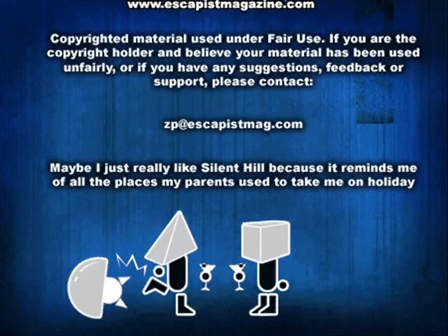 www.escapistmagazine.com
Copyrighted material used under Fair Use. If you are the
copyright holder and believe your material has been used
unfairly, or if you have any suggestions, feedback or
support, please contact:
zp@escapistmag.com
Maybe I just really like Silent Hill because it reminds me
of all the places my parents used to take me on holiday